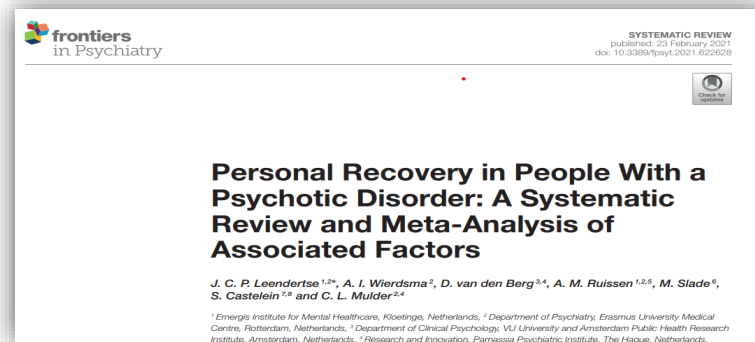 frontiers
in Psychiatry
SYSTEMATIC REVIEW
published: 23 February 2021
doi: 10.3389/fpsyt.2021.622628
Check for
updates
Personal Recovery in People With a
Psychotic Disorder: A Systematic
Review and Meta-Analysis of
Associated Factors
J. C. P. Leendertse 1,2*, A. I. Wierdsma 2, D. van den Berg 3,4, A. M. Ruissen 1,2,5, M. Slade 6,
S. Castelein 7,8 and C. L. Mulder 2,4
1 Emergis Institute for Mental Healthcare, Kloetinge, Netherlands, 2 Department of Psychiatry, Erasmus University Medical
Centre, Rotterdam, Netherlands, 3 Department of Clinical Psychology, VU University and Amsterdam Public Health Research
Institute, Amsterdam, Netherlands, 4 Research and Innovation, Parnassia Psychiatric Institute, The Hague, Netherlands,